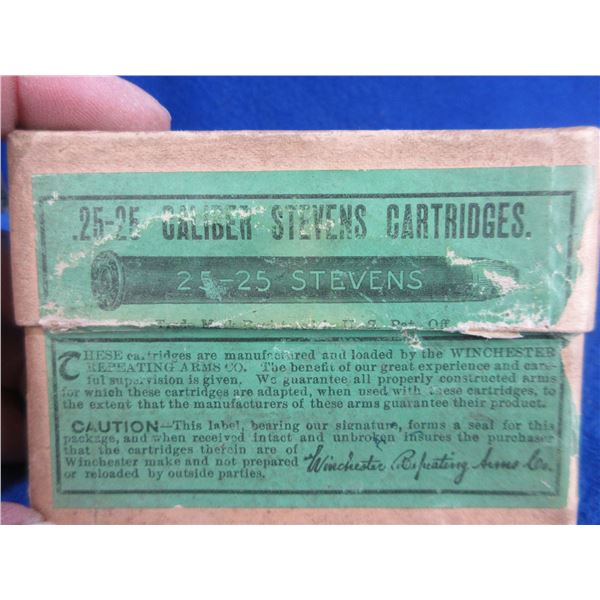 .25-25 CALIBER STEVENS CARTRIDGES.
25-25 STEVENS
Trade Mark U. S. Pat. Off
THESE cartridges are manufactured and loaded by the WINCHESTER
REPEATING ARMS CO. The benefit of our great experience and care-
ful supervision is given. We guarantee all properly constructed arms
for which these cartridges are adapted, when used with these cartridges, to
the extent that the manufacturers of these arms guarantee their product.
CAUTION—This label, bearing our signature, forms a seal for this
package, and when received intact and unbroken insures the purchaser
that the cartridges therein are of
Winchester make and not prepared
or reloaded by outside parties.
Winchester Repeating Arms Co.